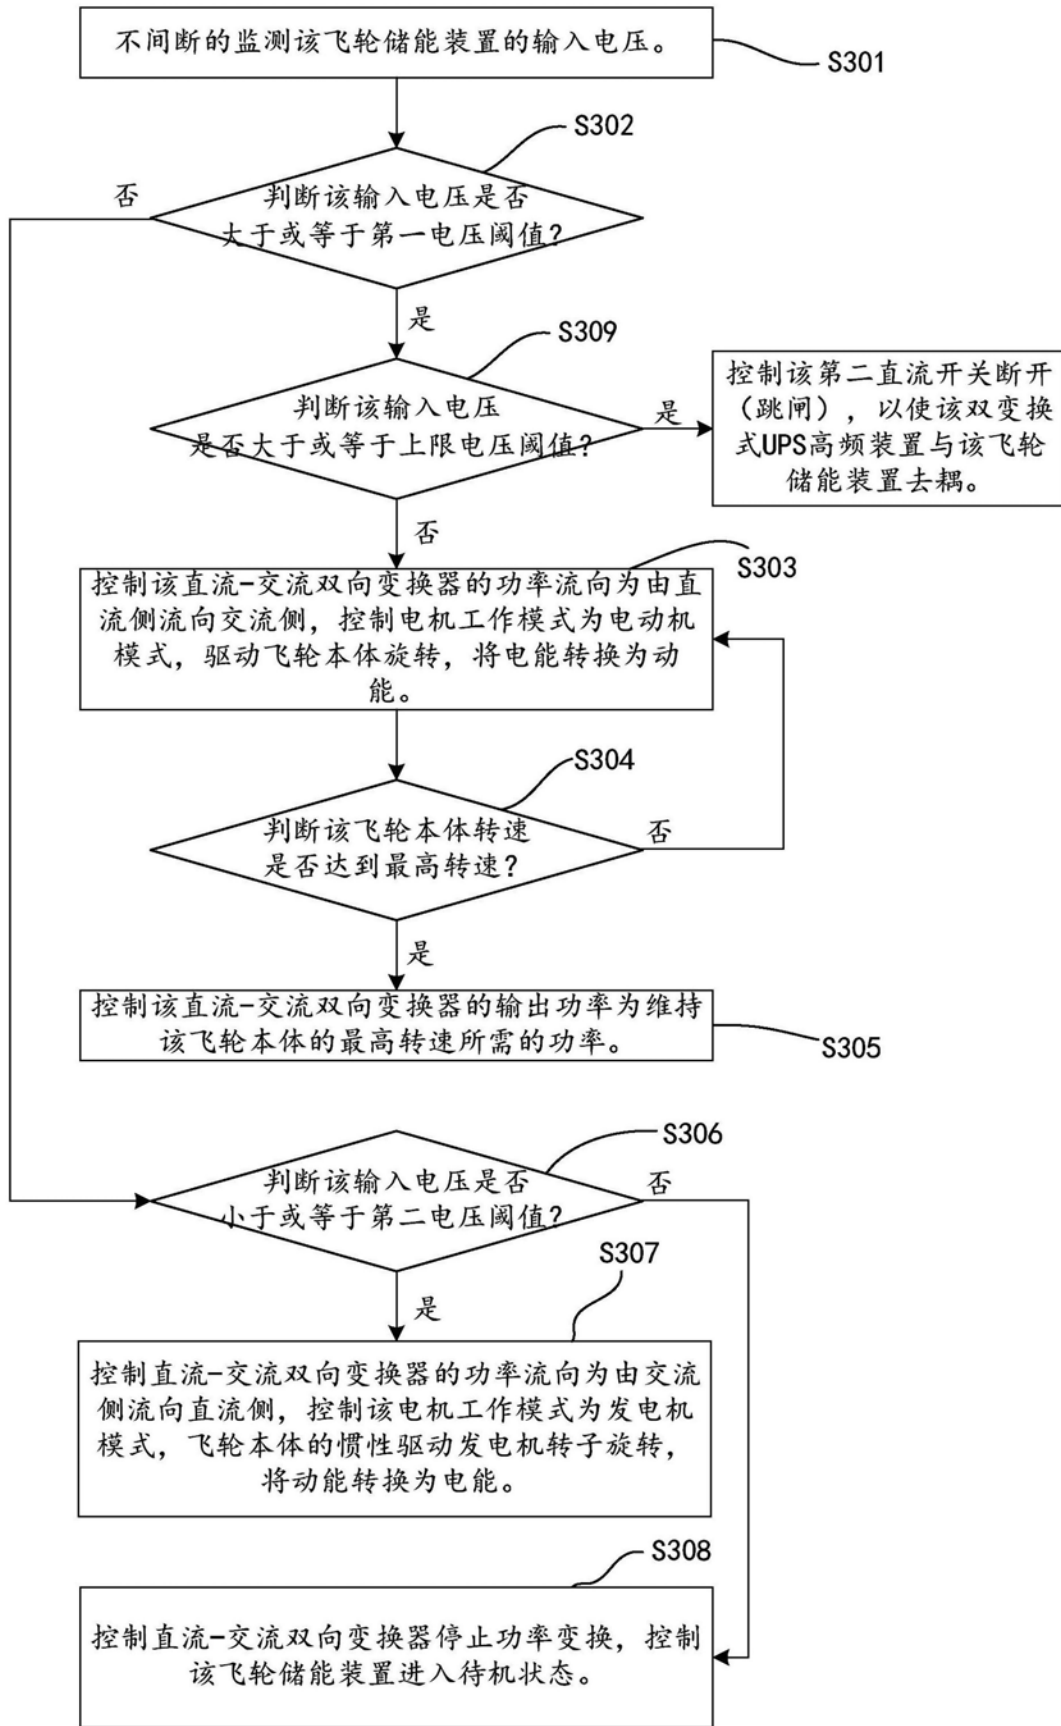 不间断的监测该飞轮储能装置的输入电压。
S301
S302
判断该输入电压是否
大于或等于第一电压阈值?
否
是
S309
判断该输入电压
是否大于或等于上限电压阈值?
是
控制该第二直流开关断开
（跳闸），以使该双变换
式UPS高频装置与该飞轮
储能装置去耦。
否
S303
控制该直流-交流双向变换器的功率流向为由直
流侧流向交流侧，控制电机工作模式为电动机
模式，驱动飞轮本体旋转，将电能转换为动
能。
S304
判断该飞轮本体转速
是否达到最高转速?
否
是
控制该直流-交流双向变换器的输出功率为维持
该飞轮本体的最高转速所需的功率。
S305
S306
判断该输入电压是否
小于或等于第二电压阈值?
否
S307
是
控制直流-交流双向变换器的功率流向为由交流
侧流向直流侧，控制该电机工作模式为发电机
模式，飞轮本体的惯性驱动发电机转子旋转，
将动能转换为电能。
S308
控制直流-交流双向变换器停止功率变换，控制
该飞轮储能装置进入待机状态。